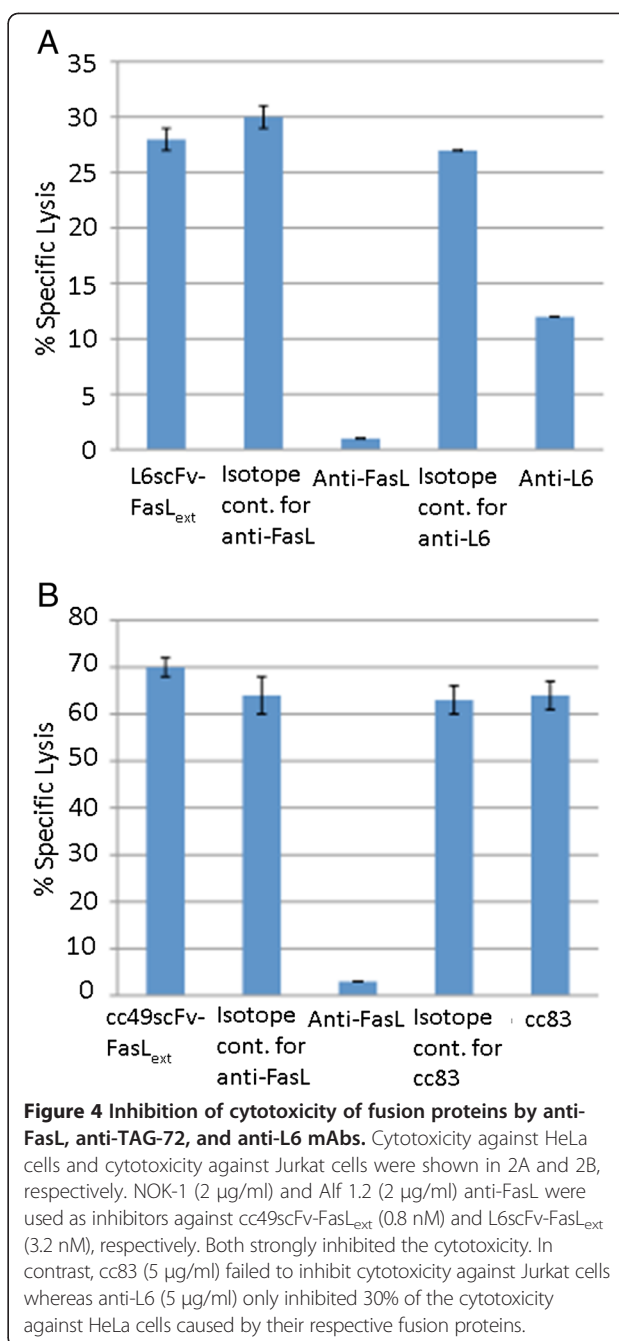 A
35
30
25
20
15
10
5
0
% Specific Lysis
L6scFv-FasL_ext
Isotope cont. for anti-FasL
Anti-FasL
Isotope cont. for anti-L6
Anti-L6
B
80
70
60
50
40
30
20
10
0
% Specific Lysis
cc49scFv-FasL_ext
Isotope cont. for anti-FasL
Anti-FasL
Isotope cont. for cc83
cc83
Figure 4 Inhibition of cytotoxicity of fusion proteins by anti-
FasL, anti-TAG-72, and anti-L6 mAbs. Cytotoxicity against HeLa
cells and cytotoxicity against Jurkat cells were shown in 2A and 2B,
respectively. NOK-1 (2 μg/ml) and Alf 1.2 (2 μg/ml) anti-FasL were
used as inhibitors against cc49scFv-FasL_ext (0.8 nM) and L6scFv-FasL_ext
(3.2 nM), respectively. Both strongly inhibited the cytotoxicity. In
contrast, cc83 (5 μg/ml) failed to inhibit cytotoxicity against Jurkat cells
whereas anti-L6 (5 μg/ml) only inhibited 30% of the cytotoxicity
against HeLa cells caused by their respective fusion proteins.